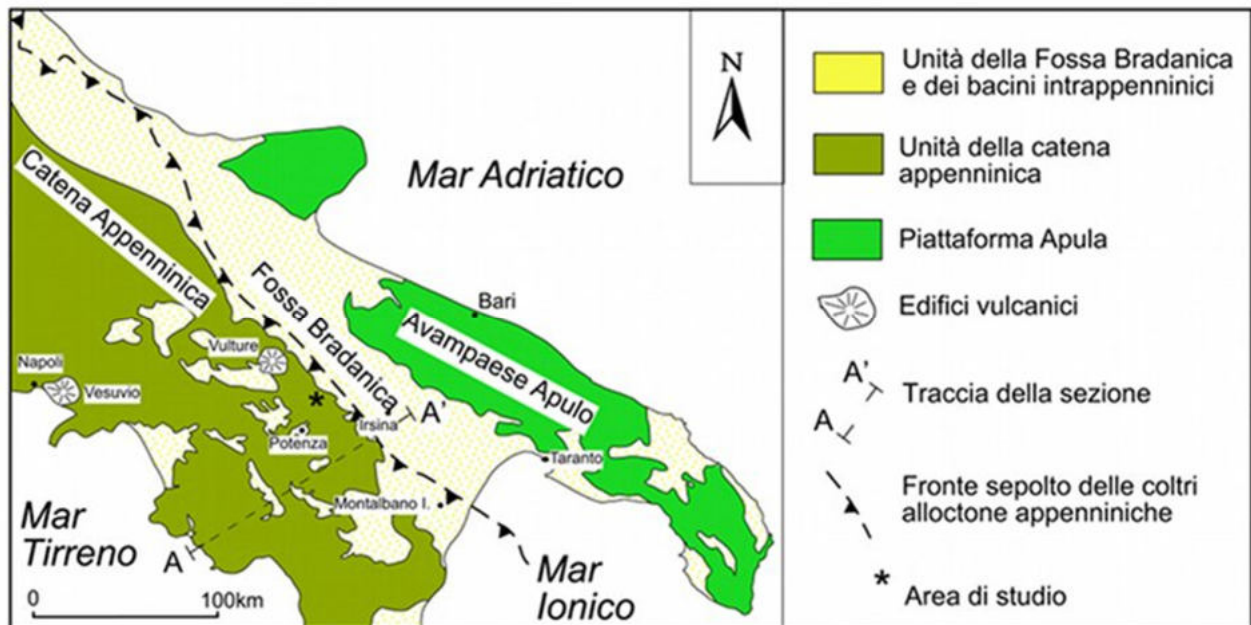 N
Mar Adriatico
Catena Appenninica
Fossa Bradanica
Bari
Avampaese Apulo
Vulture
Napoli
Vesuvio
A'
Irsina
Potenza
Taranto
Montalbano I.
Mar
Tirreno
A
Mar
Ionico
0 100km
Unità della Fossa Bradanica
e dei bacini intrappenninici
Unità della catena
appenninica
Piattaforma Apula
Edifici vulcanici
A'
Traccia della sezione
A
Fronte sepolto delle coltri
alloctone appenniniche
* Area di studio